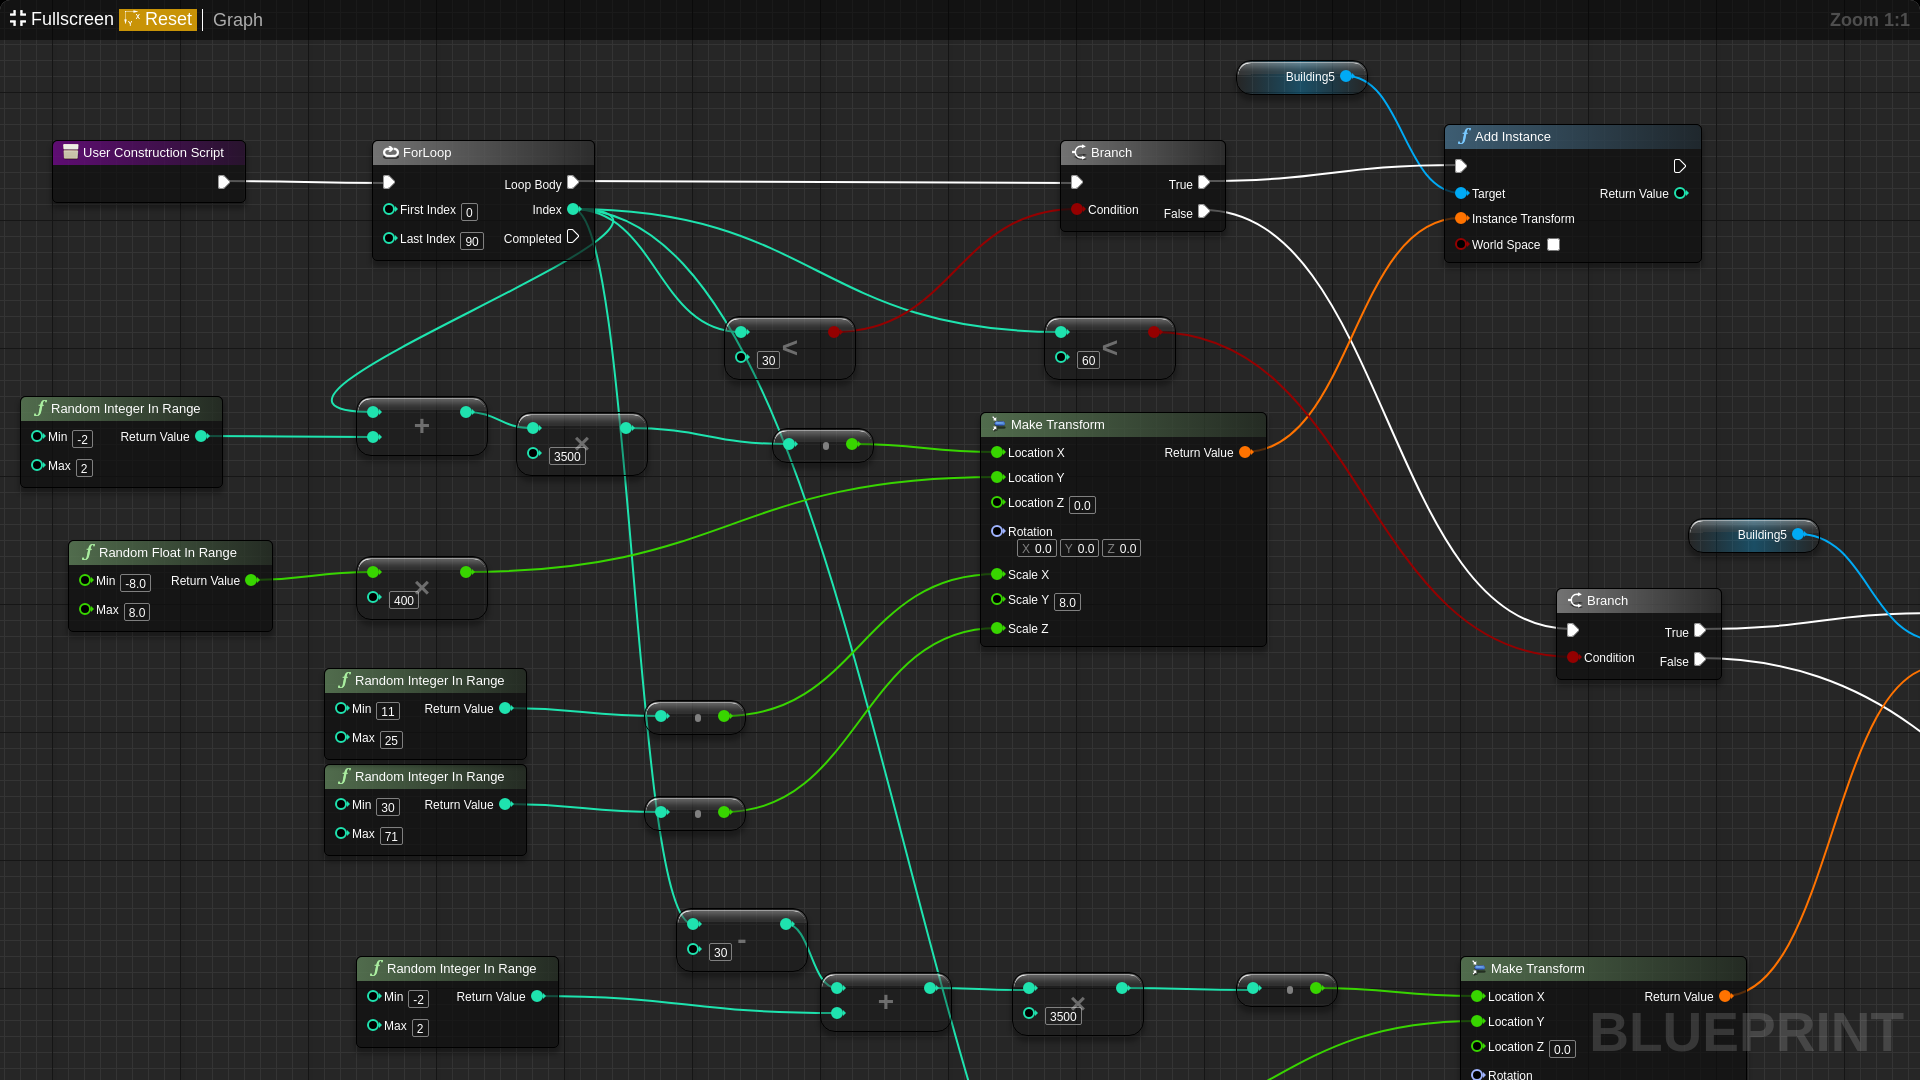 Fullscreen Reset Graph Zoom 1:1
Building5
User Construction Script
ForLoop
Loop Body
First Index 0 Index
Last Index 90 Completed
Branch
True
Condition False
Add Instance
Target Return Value
Instance Transform
World Space
< 30
< 60
Random Integer In Range
Min -2 Return Value
Max 2
+
× 3500
Make Transform
Location X Return Value
Location Y
Location Z 0.0
Rotation
X 0.0 Y 0.0 Z 0.0
Scale X
Scale Y 8.0
Scale Z
Random Float In Range
Min -8.0 Return Value
Max 8.0
× 400
Building5
Branch
True
Condition False
Random Integer In Range
Min 11 Return Value
Max 25
Random Integer In Range
Min 30 Return Value
Max 71
- 30
Random Integer In Range
Min -2 Return Value
Max 2
+
× 3500
Make Transform
Location X Return Value
Location Y
Location Z 0.0
Rotation
BLUEPRINT